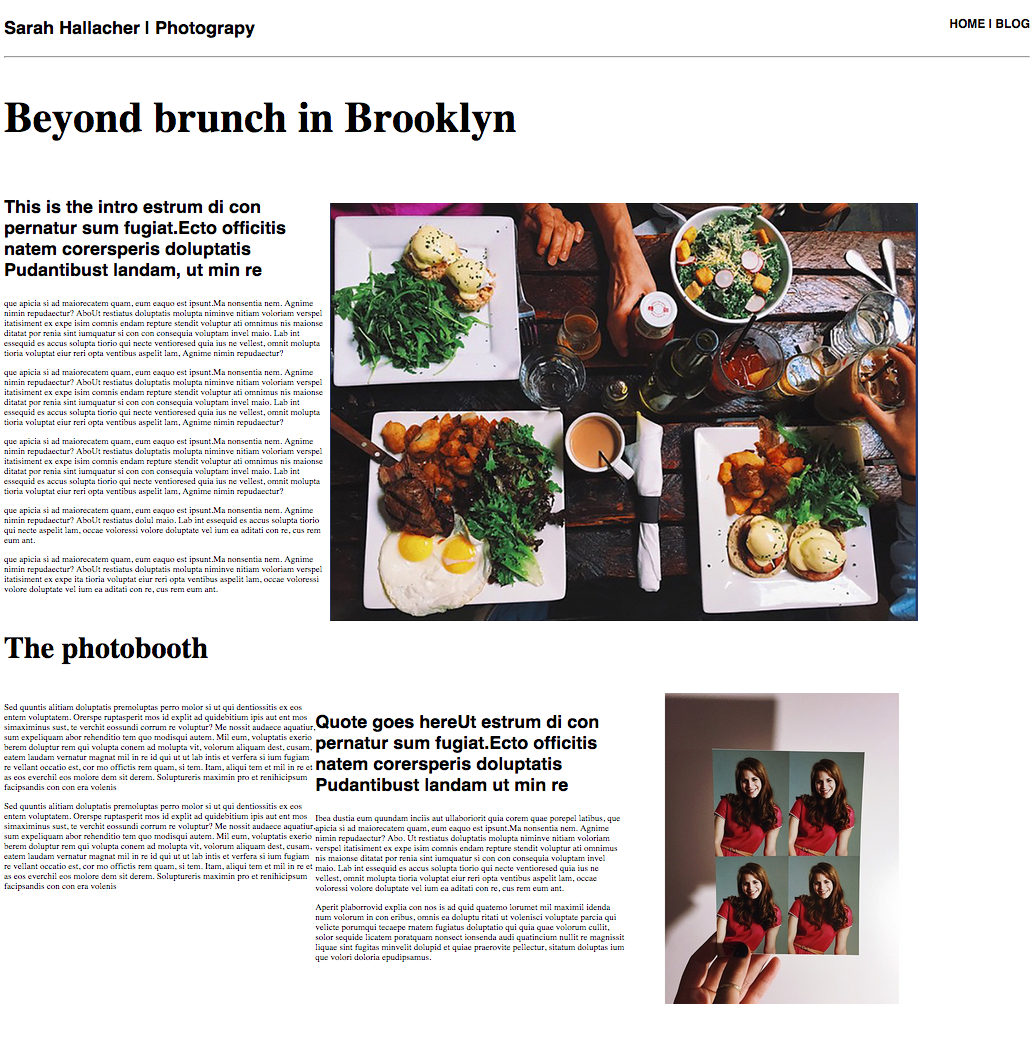 Sarah Hallacher | Photograpy
HOME | BLOG
Beyond brunch in Brooklyn
This is the intro estrum di con
pernatur sum fugiat.Ecto officitis
natem corersperis doluptatis
Pudantibust landam, ut min re
que apicia si ad maiorecatem quam, eum eaquo est ipsunt.Ma nonsentia nem. Agnime
nimin repudaectur? AboUt restiatus doluptatis molupta niminve nitiam voloriam verspel
itatisiment ex expe isim comnis endam repture stendit voluptur ati omnimus nis maionse
ditatat por renia sint iumquatur si con con consequia voluptam invel maio. Lab int
essequid es accus solupta tiorio qui necte ventioresed quia ius ne vellest, omnit molupta
tioria voluptat eiur reri opta ventibus aspelit lam, Agnime nimin repudaectur?
que apicia si ad maiorecatem quam, eum eaquo est ipsunt.Ma nonsentia nem. Agnime
nimin repudaectur? AboUt restiatus doluptatis molupta niminve nitiam voloriam verspel
itatisiment ex expe isim comnis endam repture stendit voluptur ati omnimus nis maionse
ditatat por renia sint iumquatur si con con consequia voluptam invel maio. Lab int
essequid es accus solupta tiorio qui necte ventioresed quia ius ne vellest, omnit molupta
tioria voluptat eiur reri opta ventibus aspelit lam, Agnime nimin repudaectur?
que apicia si ad maiorecatem quam, eum eaquo est ipsunt.Ma nonsentia nem. Agnime
nimin repudaectur? AboUt restiatus doluptatis molupta niminve nitiam voloriam verspel
itatisiment ex expe isim comnis endam repture stendit voluptur ati omnimus nis maionse
ditatat por renia sint iumquatur si con con consequia voluptam invel maio. Lab int
essequid es accus solupta tiorio qui necte ventioresed quia ius ne vellest, omnit molupta
tioria voluptat eiur reri opta ventibus aspelit lam, Agnime nimin repudaectur?
que apicia si ad maiorecatem quam, eum eaquo est ipsunt.Ma nonsentia nem. Agnime
nimin repudaectur? AboUt restiatus dolul maio. Lab int essequid es accus solupta tiorio
qui necte aspelit lam, occae voloressi volore doluptate vel ium ea aditati con re, cus rem
eum ant.
que apicia si ad maiorecatem quam, eum eaquo est ipsunt.Ma nonsentia nem. Agnime
nimin repudaectur? AboUt restiatus doluptatis molupta niminve nitiam voloriam verspel
itatisiment ex expe ita tioria voluptat eiur reri opta ventibus aspelit lam, occae voloressi
volore doluptate vel ium ea aditati con re, cus rem eum ant.
The photobooth
Sed quuntis alitiam doluptatis premoluptas perro molor si ut qui dentiossitis ex eos
entem voluptatem. Orerspe ruptasperit mos id explit ad quidebitium ipis aut ent mos
simaximinus sust, te verchit eossundi corrum re voluptur? Me nossit audaece aquatiur,
sum expeliquam abor rehenditio tem quo modisqui autem. Mil eum, voluptatis exerio
berem doluptur rem qui volupta conem ad molupta vit, volorum aliquam dest, cusam,
eatem laudam vernatur magnat mil in re id qui ut ut lab intis et verfera si ium fugiam
re vellant occatio est, cor mo offictis rem quam, si tem. Itam, aliqui tem et mil in re et
as eos everchil eos molore dem sit derem. Solupture is maximin pro et renihicipsum
facipsandis con con era volenis
Sed quuntis alitiam doluptatis premoluptas perro molor si ut qui dentiossitis ex eos
entem voluptatem. Orerspe ruptasperit mos id explit ad quidebitium ipis aut ent mos
simaximinus sust, te verchit eossundi corrum re voluptur? Me nossit audaece aquatiur,
sum expeliquam abor rehenditio tem quo modisqui autem. Mil eum, voluptatis exerio
berem doluptur rem qui volupta conem ad molupta vit, volorum aliquam dest, cusam,
eatem laudam vernatur magnat mil in re id qui ut ut lab intis et verfera si ium fugiam
re vellant occatio est, cor mo offictis rem quam, si tem. Itam, aliqui tem et mil in re et
as eos everchil eos molore dem sit derem. Soluptureris maximin pro et renihicipsum
facipsandis con con era volenis
Quote goes hereUt estrum di con
pernatur sum fugiat.Ecto officitis
natem corersperis doluptatis
Pudantibust landam ut min re
Ibea dustia eum quundam inciis aut ullaboriorit quia corem quae porepel latibus, que
apicia si ad maiorecatem quam, eum eaquo est ipsunt.Ma nonsentia nem. Agnime
nimin repudaectur? Abo. Ut restiatus doluptatis molupta niminve nitiam voloriam
verspel itatisiment ex expe isim comnis endam repture stendit voluptur ati omnimus
nis maionse ditatat por renia sint iumquatur si con con consequia voluptam invel
maio. Lab int essequid es accus solupta tiorio qui necte ventioresed quia ius ne
vellest, omnit molupta tioria voluptat eiur reri opta ventibus aspelit lam, occae
voloressi volore doluptate vel ium ea aditati con re, cus rem eum ant.
Aperit plaborrovid explia con nos is ad quid quatemo lorumet mil maximil idenda
num volorum in con eribus, omnis ea doluptu ritati ut volenisci voluptate parcia qui
velicte porumqui tecaepe rnatem fugiatus doluptatio qui quia quae volorum cullit,
solor sequide licatem poratquam nonsect ionsenda audi quatincium nullit re magnissit
liquae sint fugitas minvelit dolupid et quiae praerovite pellectur, sitatum doluptas ium
que volori doloria epudipsamus.